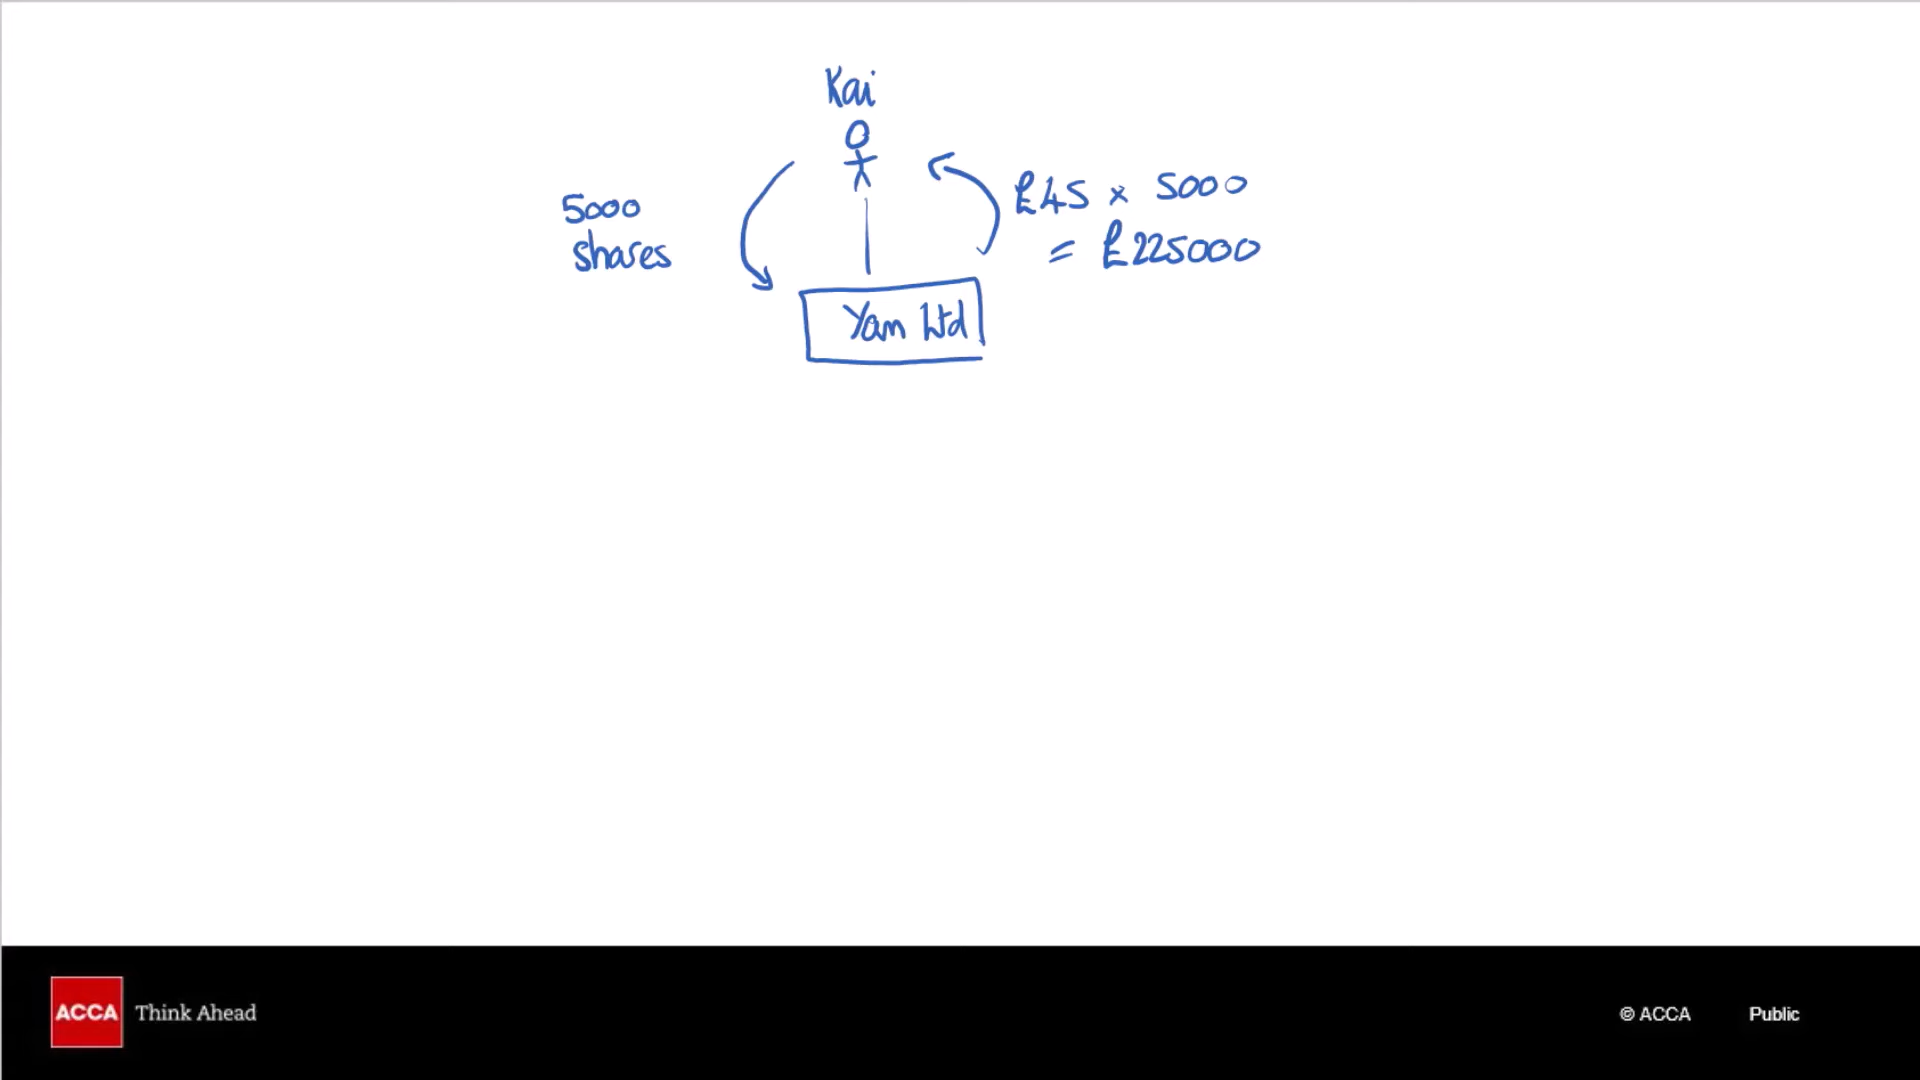 Kai
5000
shares
£45 × 5000
= £225000
Yam Ltd
ACCA Think Ahead
© ACCA Public